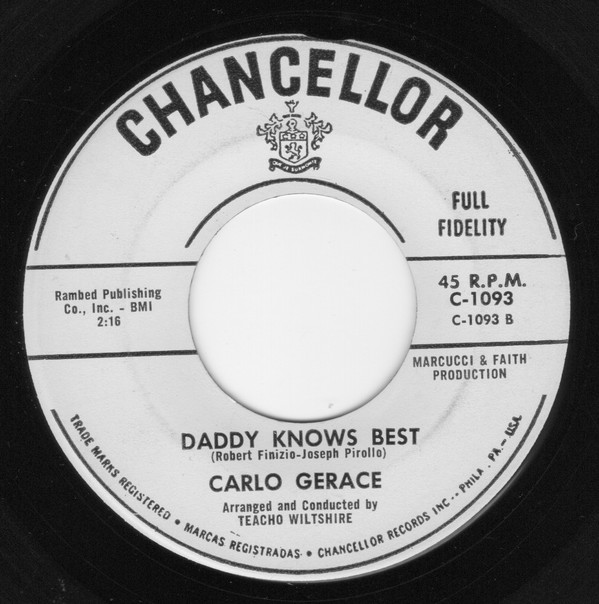 CHANCELLOR
FULL
FIDELITY
Rambed Publishing
Co., Inc. - BMI
2:16
45 R.P.M.
C-1093
C-1093 B
MARCUCCI & FAITH
PRODUCTION
DADDY KNOWS BEST
(Robert Finizio-Joseph Pirollo)
CARLO GERACE
Arranged and Conducted by
TEACHO WILTSHIRE
TRADE MARKS REGISTERED • MARCAS REGISTRADAS • CHANCELLOR RECORDS INC. - PHILA. PA. - USA